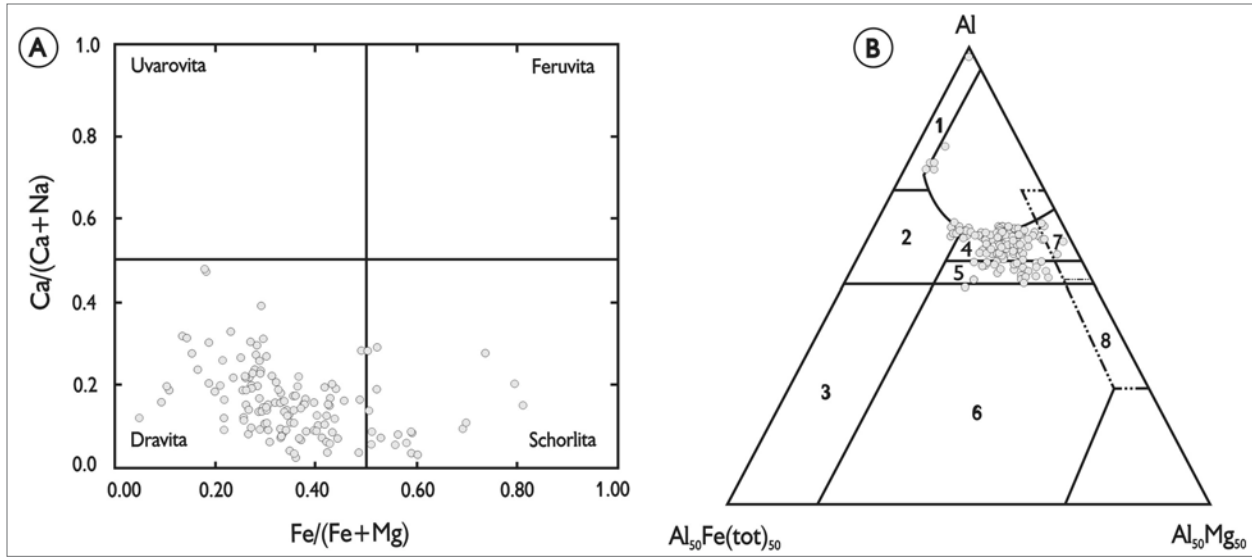 A
1.0
0.8
0.6
0.4
0.2
0.0
Ca/(Ca+Na)
Uvarovita
Feruvita
Dravita
Schorlita
0.00
0.20
0.40
0.60
0.80
1.00
Fe/(Fe+Mg)
B
Al
1
2
4
7
5
8
3
6
Al₅₀Fe(tot)₅₀
Al₅₀Mg₅₀